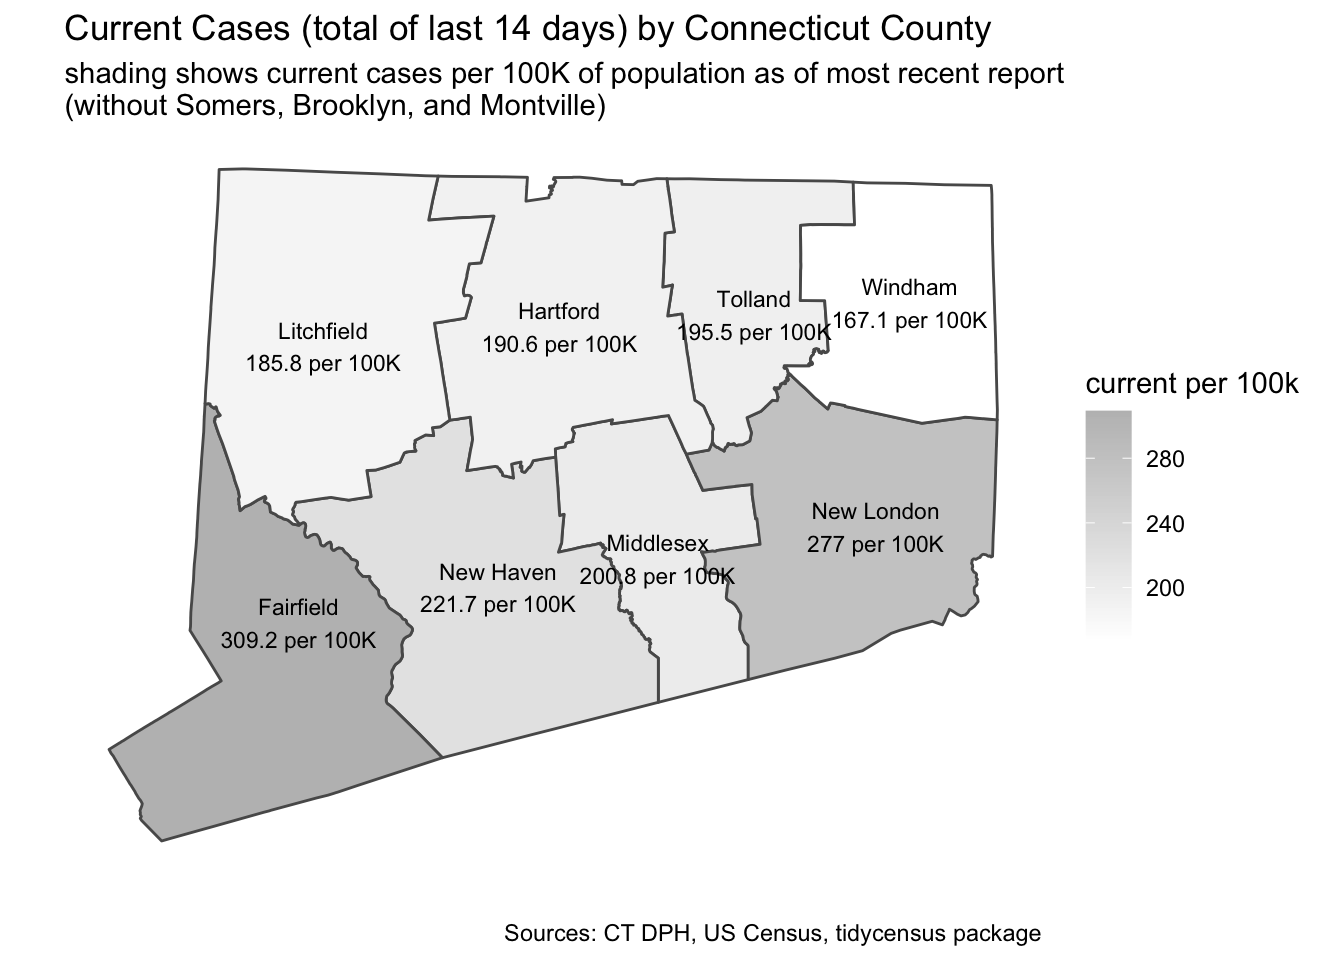 Current Cases (total of last 14 days) by Connecticut County
shading shows current cases per 100K of population as of most recent report
(without Somers, Brooklyn, and Montville)
Litchfield
185.8 per 100K
Hartford
190.6 per 100K
Tolland
195.5 per 100K
Windham
167.1 per 100K
Fairfield
309.2 per 100K
New Haven
221.7 per 100K
Middlesex
200.8 per 100K
New London
277 per 100K
current per 100k
280
240
200
Sources: CT DPH, US Census, tidycensus package